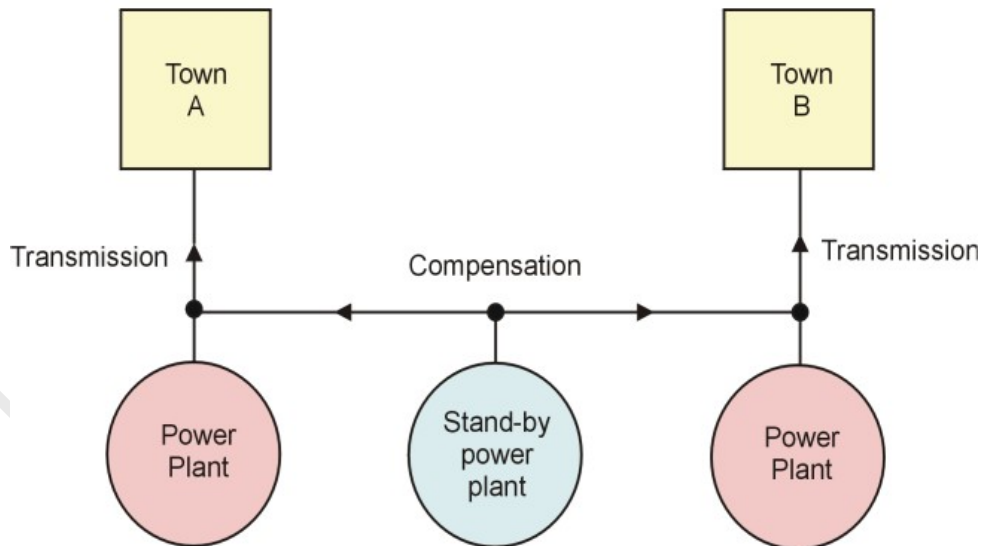 Town
A
Town
B
Transmission
Compensation
Transmission
Power
Plant
Stand-by
power
plant
Power
Plant